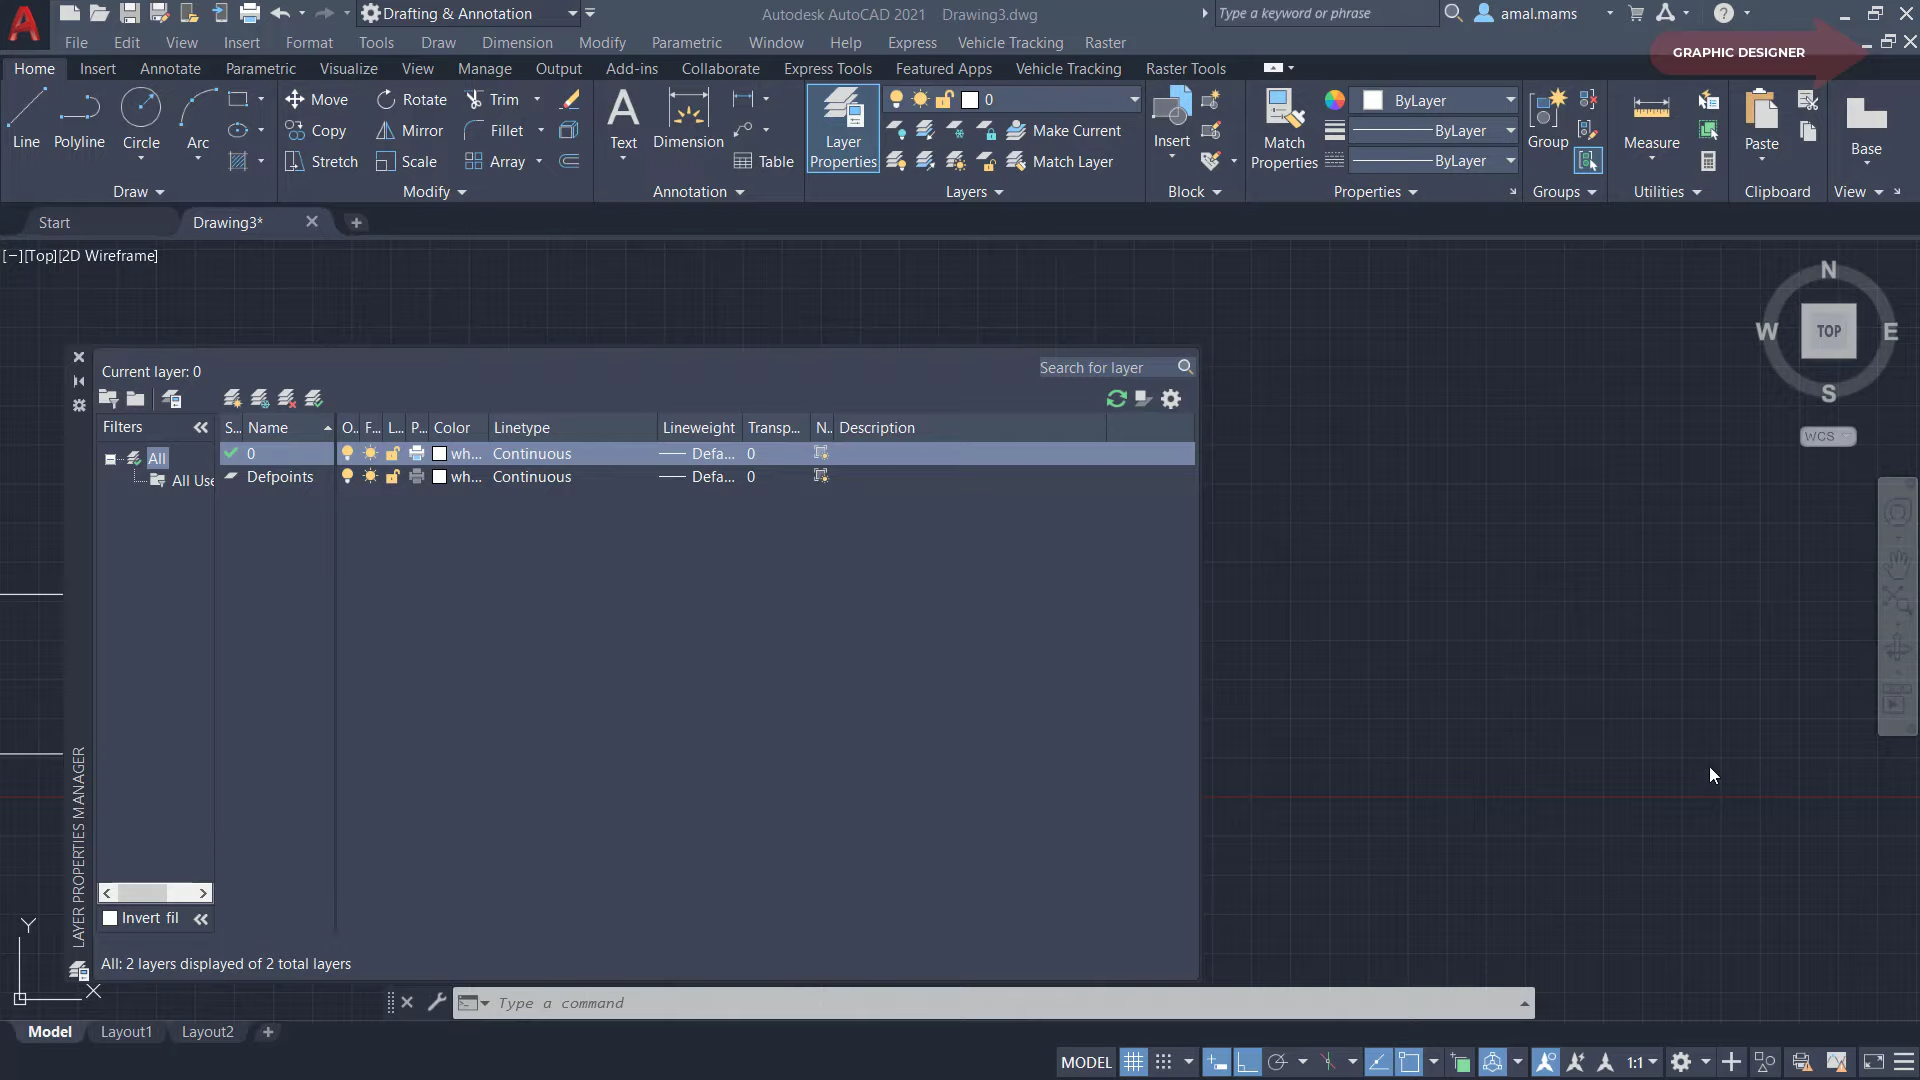 Drafting & Annotation
Autodesk AutoCAD 2021 Drawing3.dwg
Type a keyword or phrase
amal.mams
File Edit View Insert Format Tools Draw Dimension Modify Parametric Window Help Express Vehicle Tracking Raster
GRAPHIC DESIGNER
Home Insert Annotate Parametric Visualize View Manage Output Add-ins Collaborate Express Tools Featured Apps Vehicle Tracking Raster Tools
Line Polyline Circle Arc
Move Rotate Trim
Copy Mirror Fillet
Stretch Scale Array
Text Dimension Table
Layer Properties
0
Make Current
Match Layer
Insert
Match Properties
ByLayer
ByLayer
ByLayer
Group Measure Paste Base
Draw Modify Annotation Layers Block Properties Groups Utilities Clipboard View
Start Drawing3*
[−][Top][2D Wireframe]
N
W TOP E
S
WCS
Current layer: 0
Search for layer
Filters S.. Name O.. F... L... P... Color Linetype Lineweight Transp... N.. Description
All 0 wh... Continuous Defa... 0
All Use Defpoints wh... Continuous Defa... 0
Invert fil
LAYER PROPERTIES MANAGER
All: 2 layers displayed of 2 total layers
Y
X
Type a command
Model Layout1 Layout2
MODEL 1:1